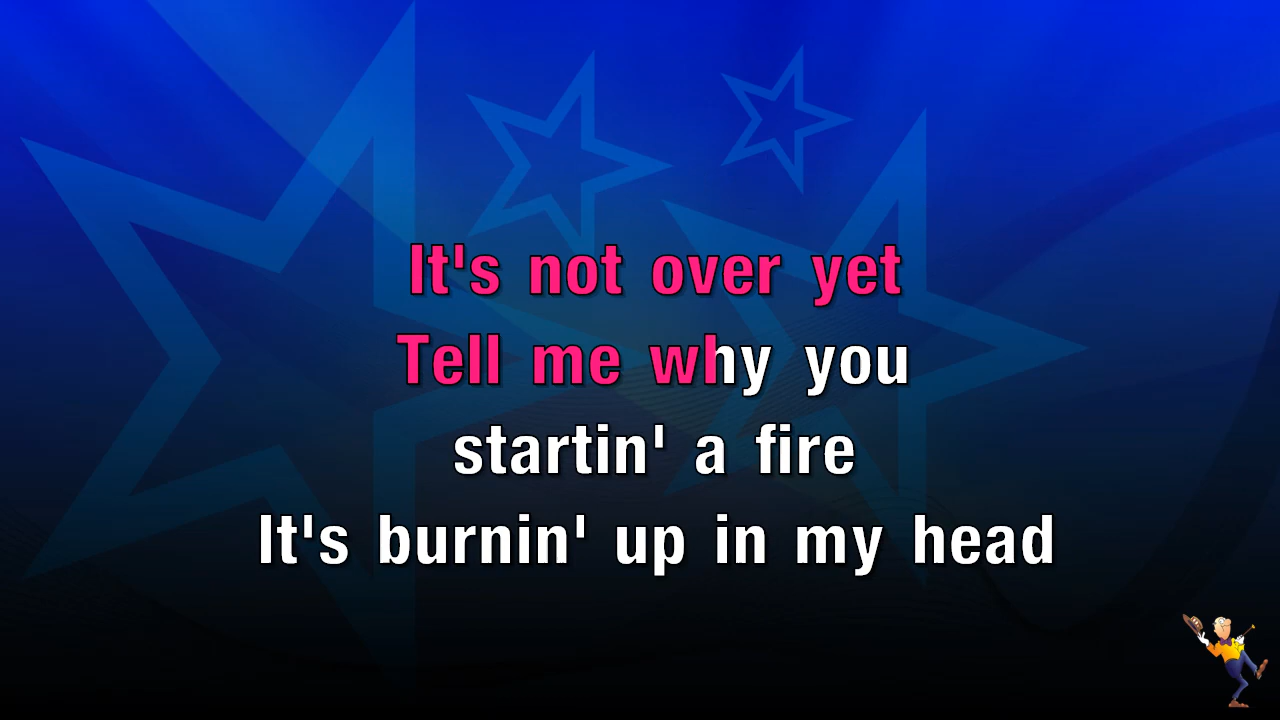 It's not over yet
Tell me why you
startin' a fire
It's burnin' up in my head